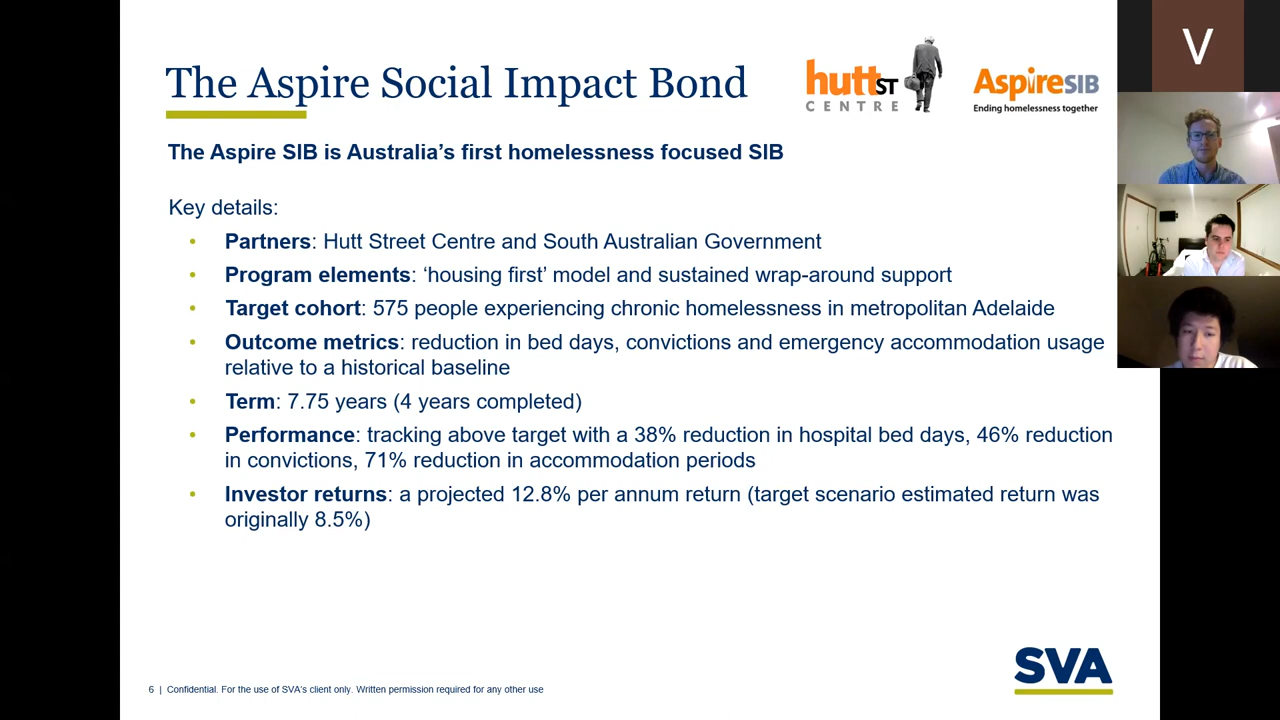 The Aspire Social Impact Bond
huttST
CENTRE
AspireSIB
Ending homelessness together
V
The Aspire SIB is Australia’s first homelessness focused SIB
Key details:
• Partners: Hutt Street Centre and South Australian Government
• Program elements: ‘housing first’ model and sustained wrap-around support
• Target cohort: 575 people experiencing chronic homelessness in metropolitan Adelaide
• Outcome metrics: reduction in bed days, convictions and emergency accommodation usage
relative to a historical baseline
• Term: 7.75 years (4 years completed)
• Performance: tracking above target with a 38% reduction in hospital bed days, 46% reduction
in convictions, 71% reduction in accommodation periods
• Investor returns: a projected 12.8% per annum return (target scenario estimated return was
originally 8.5%)
6 | Confidential. For the use of SVA’s client only. Written permission required for any other use
SVA